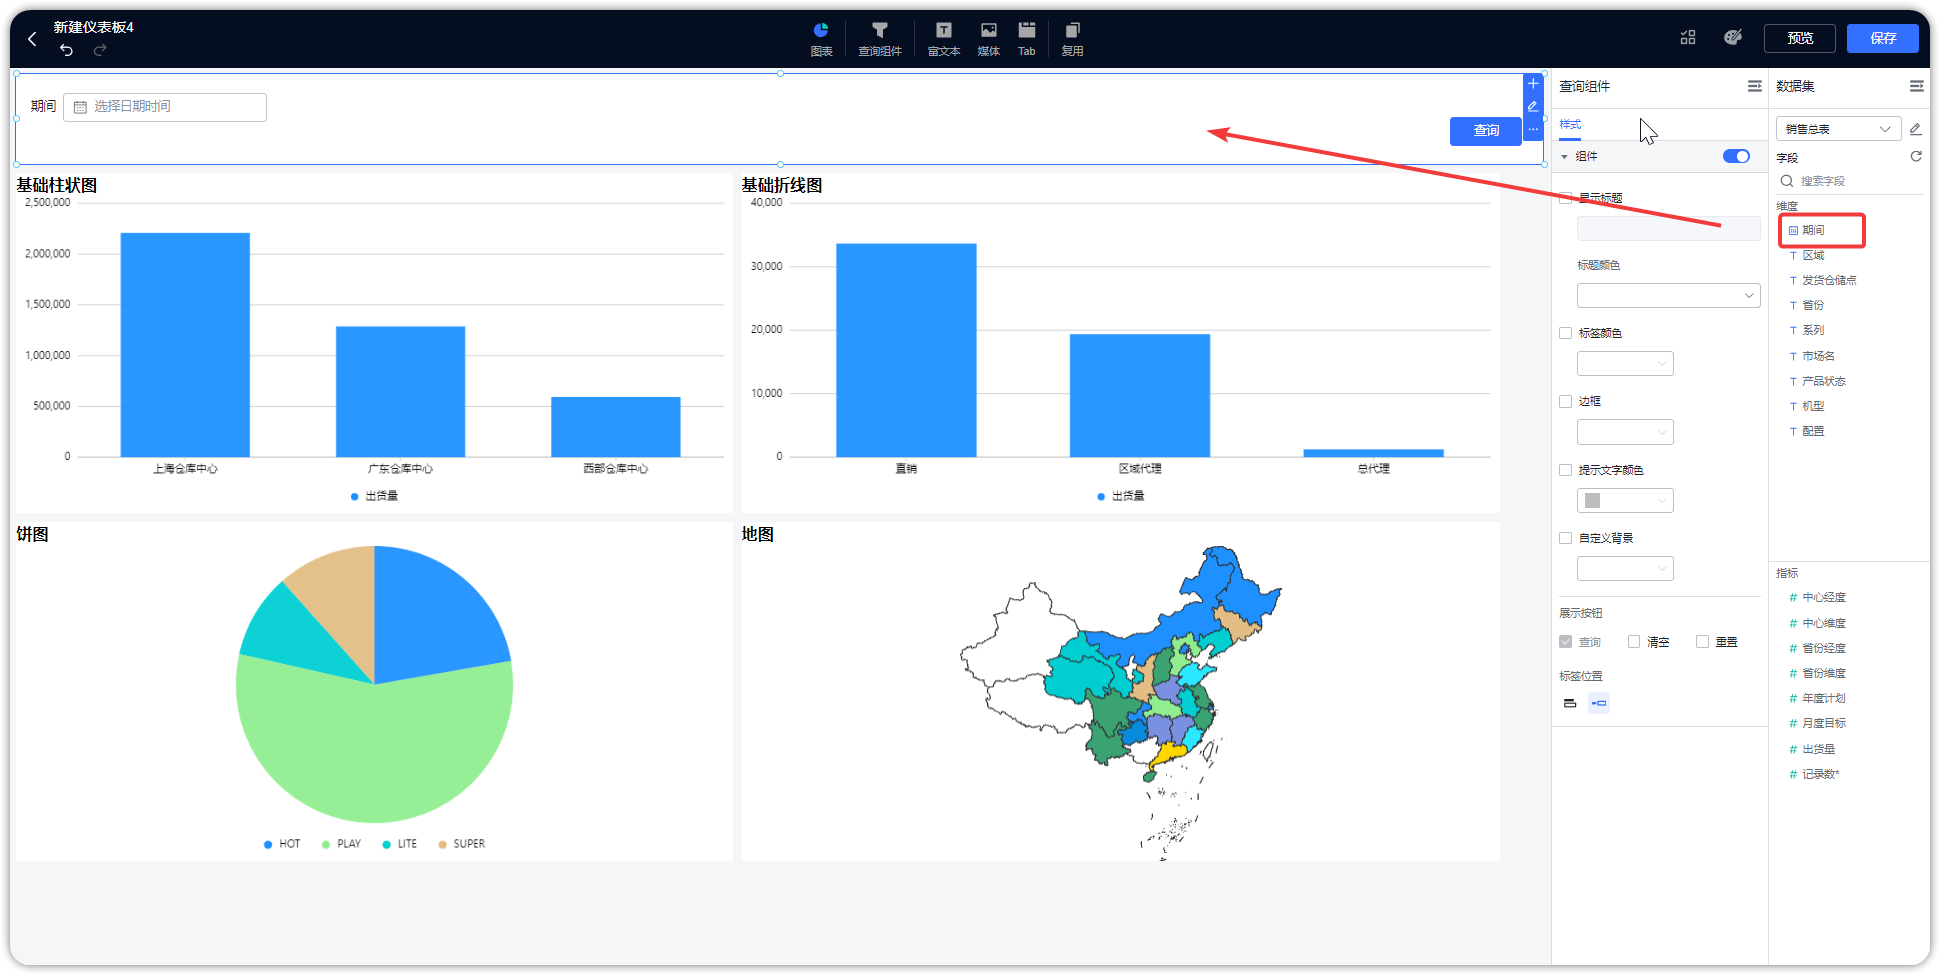 新建仪表板4
图表
查询组件
富文本
媒体
Tab
复用
预览
保存
期间
选择日期时间
查询
基础柱状图
2,500,000
2,000,000
1,500,000
1,000,000
500,000
0
上海仓库中心
广东仓库中心
西部仓库中心
出货量
基础折线图
40,000
30,000
20,000
10,000
0
直销
区域代理
总代理
出货量
饼图
HOT
PLAY
LITE
SUPER
地图
查询组件
样式
组件
显示标题
标题颜色
标签颜色
边框
提示文字颜色
自定义背景
展示按钮
查询
清空
重置
标签位置
数据集
销售总表
字段
搜索字段
维度
期间
T 区域
T 发货仓储点
T 省份
T 系列
T 市场名
T 产品状态
T 机型
T 配置
指标
# 中心经度
# 中心维度
# 省份经度
# 省份维度
# 年度计划
# 月度目标
# 出货量
# 记录数*